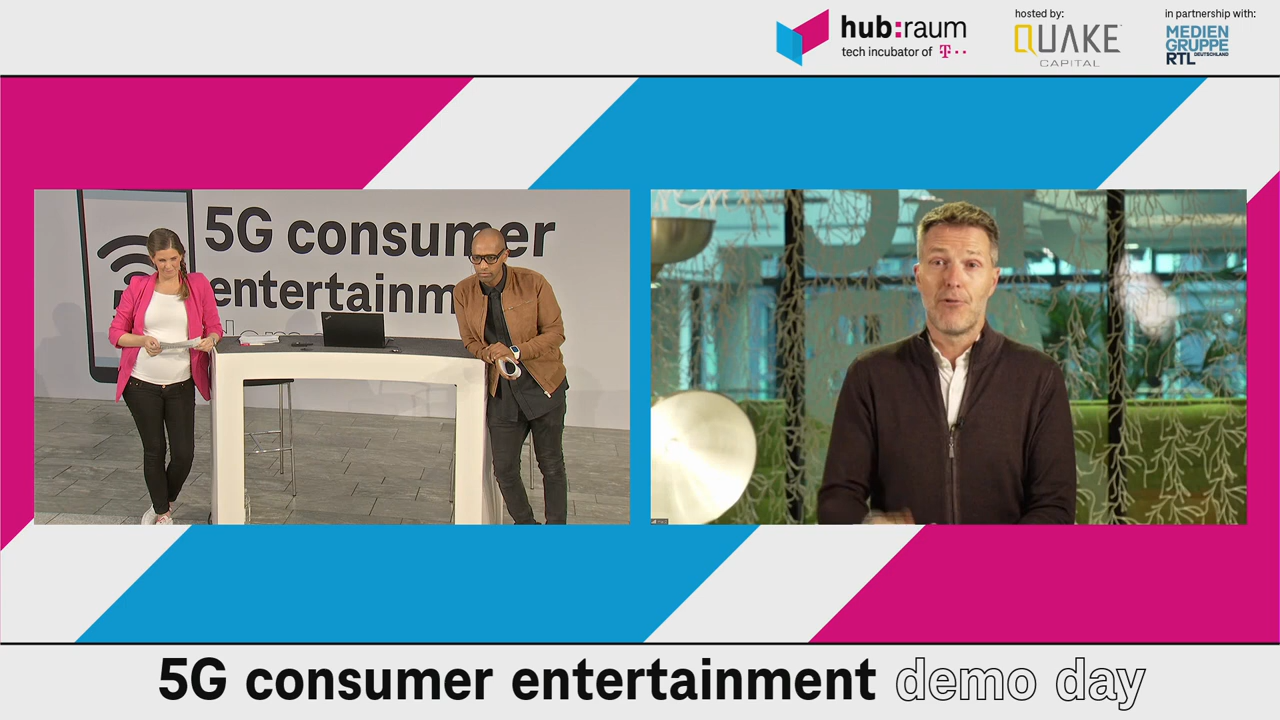 hub:raum
tech incubator of T
hosted by:
QUAKE
CAPITAL
in partnership with:
MEDIEN
GRUPPE
RTL DEUTSCHLAND
5G consumer
entertainm
5G consumer entertainment demo day